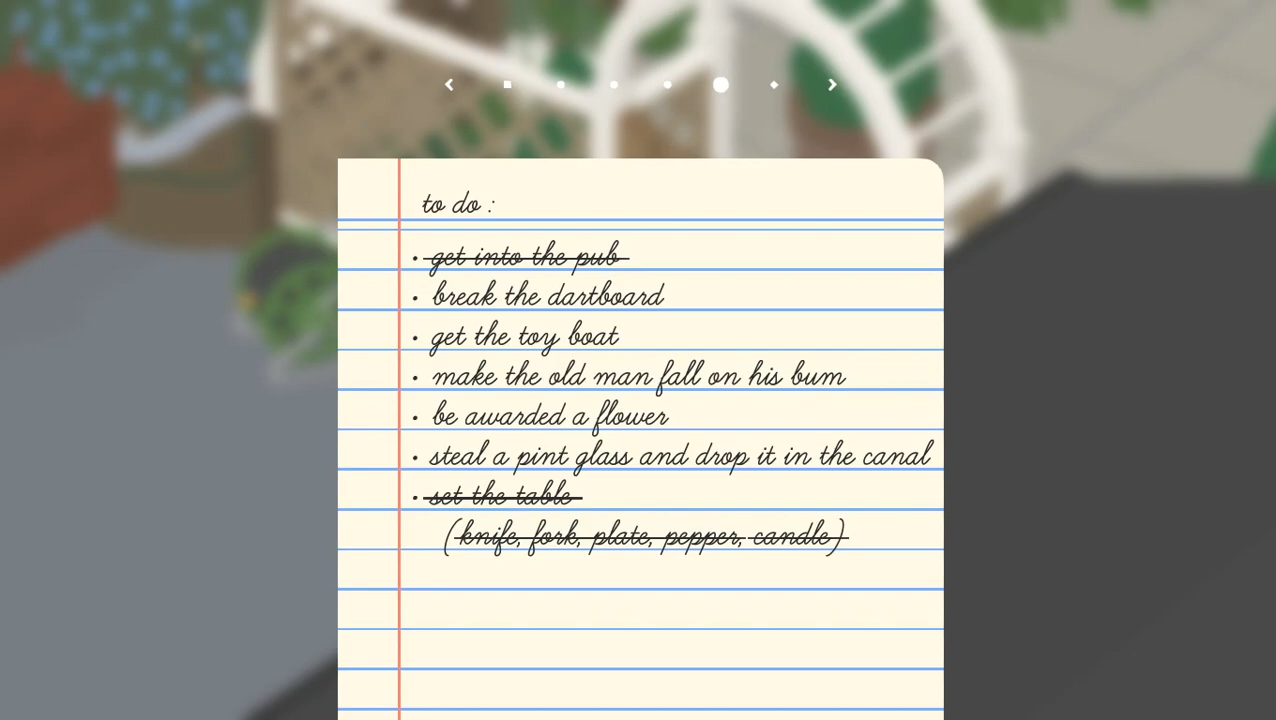 to do :
• get into the pub
• break the dartboard
• get the toy boat
• make the old man fall on his bum
• be awarded a flower
• steal a pint glass and drop it in the canal
• set the table
(knife, fork, plate, pepper, candle)